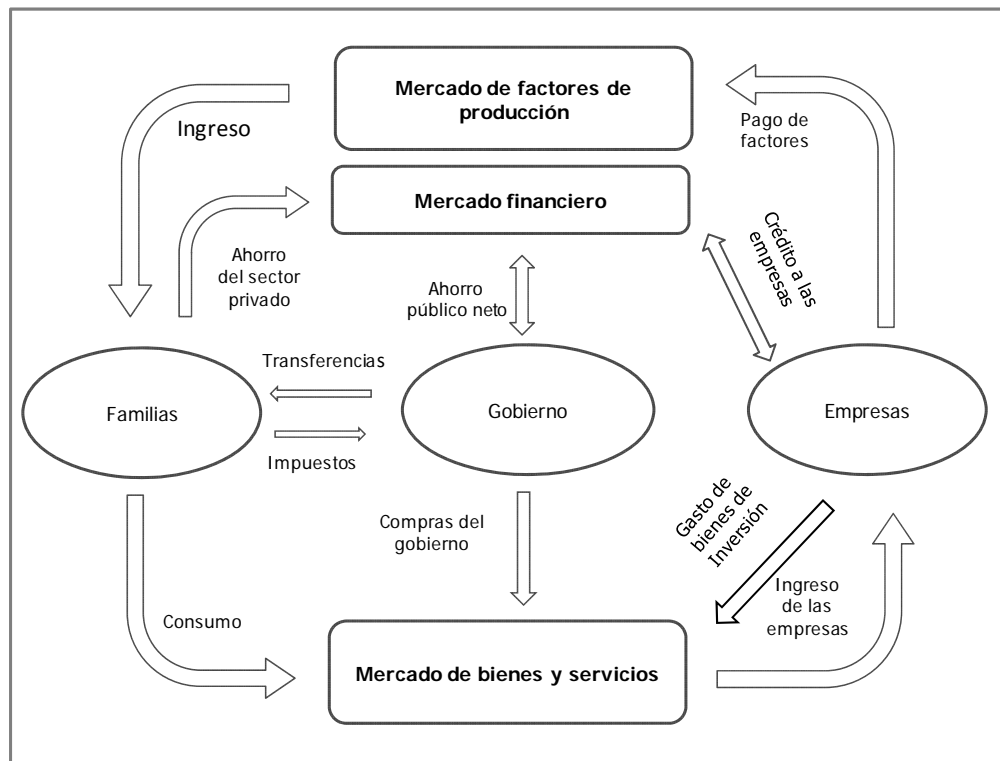 Mercado de factores de
producción
Ingreso
Pago de
factores
Mercado financiero
Ahorro
del sector
privado
Ahorro
público neto
Crédito a las
empresas
Transferencias
Familias
Gobierno
Empresas
Impuestos
Compras del
gobierno
Gasto de
bienes de
Inversión
Ingreso
de las
empresas
Consumo
Mercado de bienes y servicios